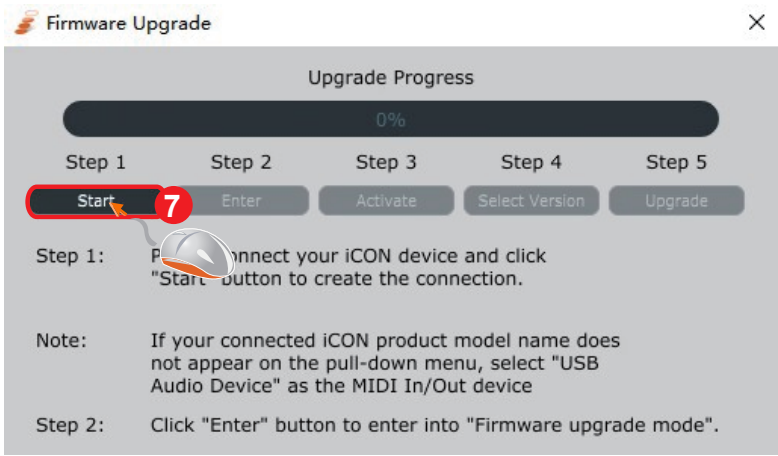 Firmware Upgrade
Upgrade Progress
0%
Step 1 Step 2 Step 3 Step 4 Step 5
Start 7 Enter Activate Select Version Upgrade
Step 1: connect your iCON device and click
"Start" button to create the connection.
Note: If your connected iCON product model name does
not appear on the pull-down menu, select "USB
Audio Device" as the MIDI In/Out device
Step 2: Click "Enter" button to enter into "Firmware upgrade mode".